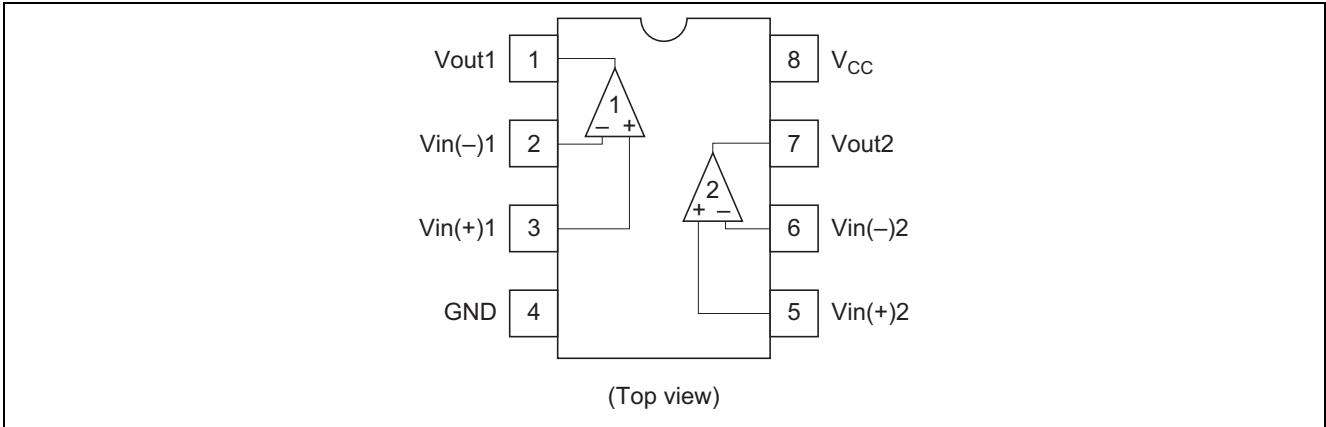 Vout1 1 8 V_CC
1
– +
Vin(–)1 2 7 Vout2
2
+ –
Vin(+)1 3 6 Vin(–)2
GND 4 5 Vin(+)2
(Top view)